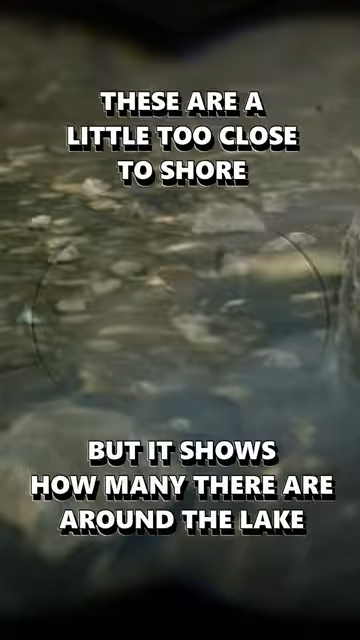 THESE ARE A
LITTLE TOO CLOSE
TO SHORE
BUT IT SHOWS
HOW MANY THERE ARE
AROUND THE LAKE